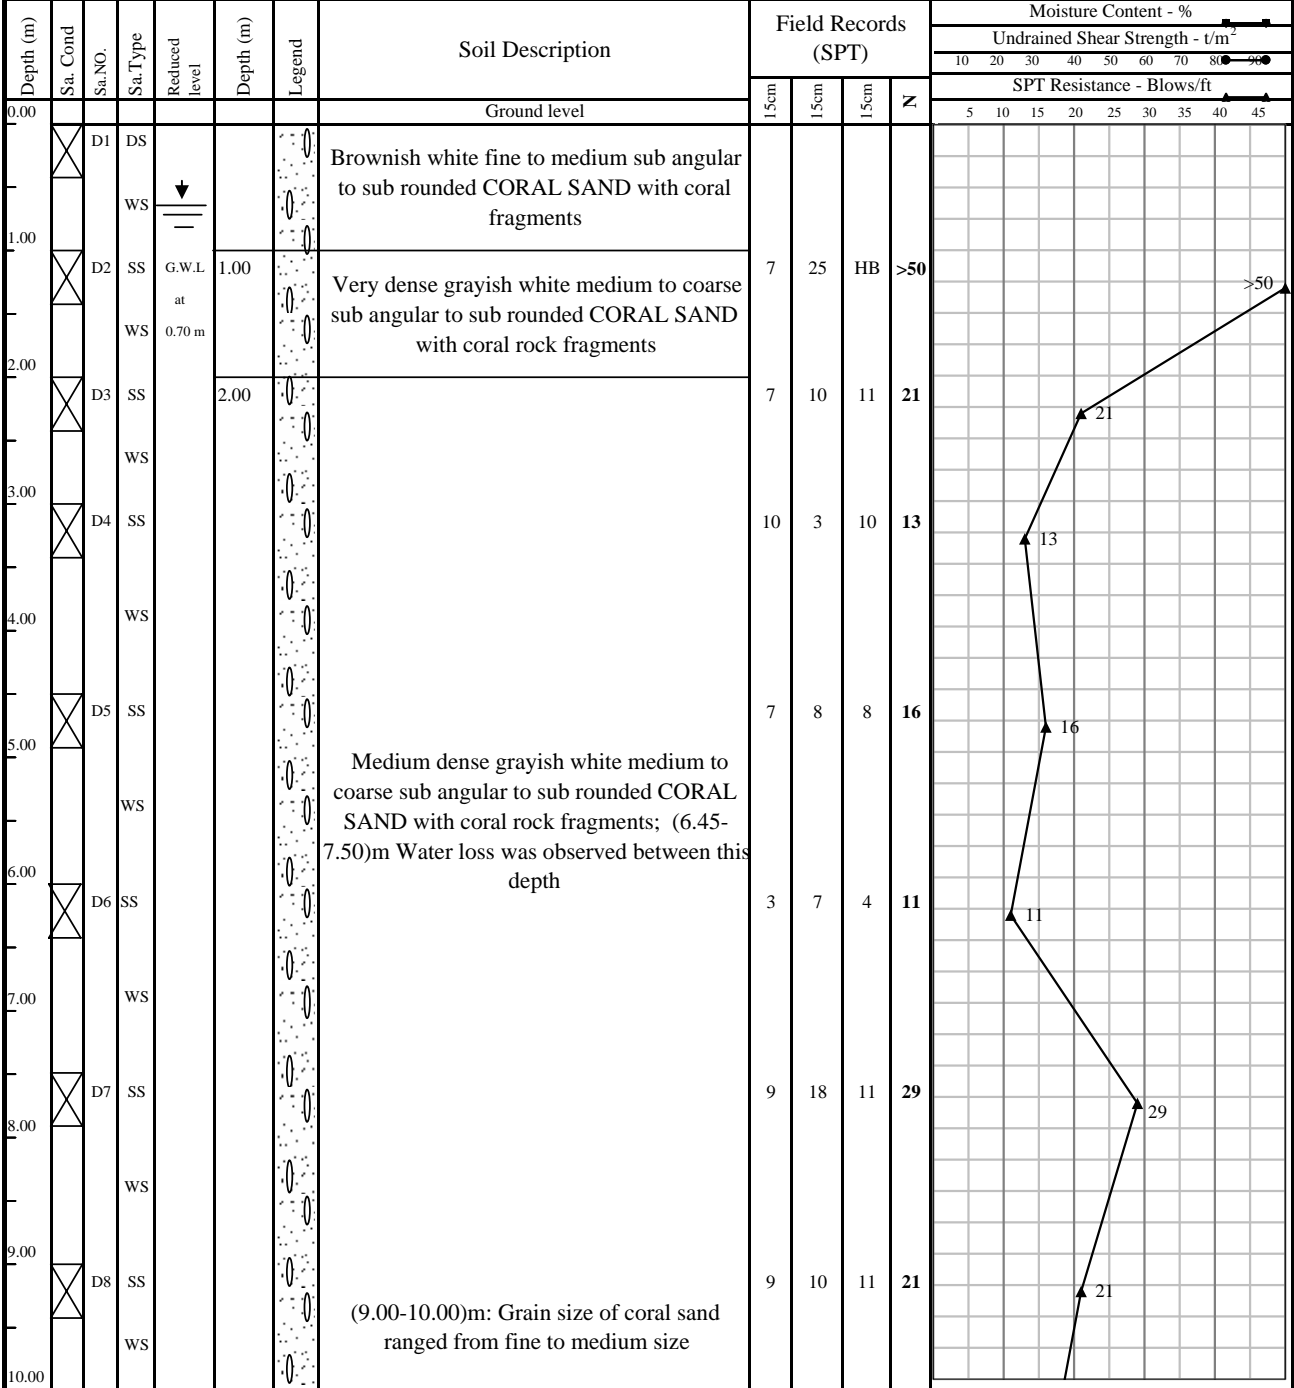 Depth (m)
Sa. Cond
Sa.NO.
Sa.Type
Reduced
level
Depth (m)
Legend
Soil Description
Field Records
(SPT)
Moisture Content - %
Undrained Shear Strength - t/m²
10 20 30 40 50 60 70 80 90
SPT Resistance - Blows/ft
0.00
Ground level
15cm 15cm 15cm N
5 10 15 20 25 30 35 40 45
D1 DS
Brownish white fine to medium sub angular
to sub rounded CORAL SAND with coral
fragments
WS
1.00
D2 SS G.W.L 1.00 7 25 HB >50
>50
at
0.70 m
Very dense grayish white medium to coarse
sub angular to sub rounded CORAL SAND
with coral rock fragments
WS
2.00
D3 SS 2.00 7 10 11 21
21
WS
3.00
D4 SS 10 3 10 13
13
4.00
WS
D5 SS 7 8 8 16
16
5.00
Medium dense grayish white medium to
coarse sub angular to sub rounded CORAL
SAND with coral rock fragments; (6.45-
7.50)m Water loss was observed between this
depth
WS
6.00
D6 SS 3 7 4 11
11
7.00
WS
D7 SS 9 18 11 29
29
8.00
WS
9.00
D8 SS 9 10 11 21
21
(9.00-10.00)m: Grain size of coral sand
ranged from fine to medium size
WS
10.00